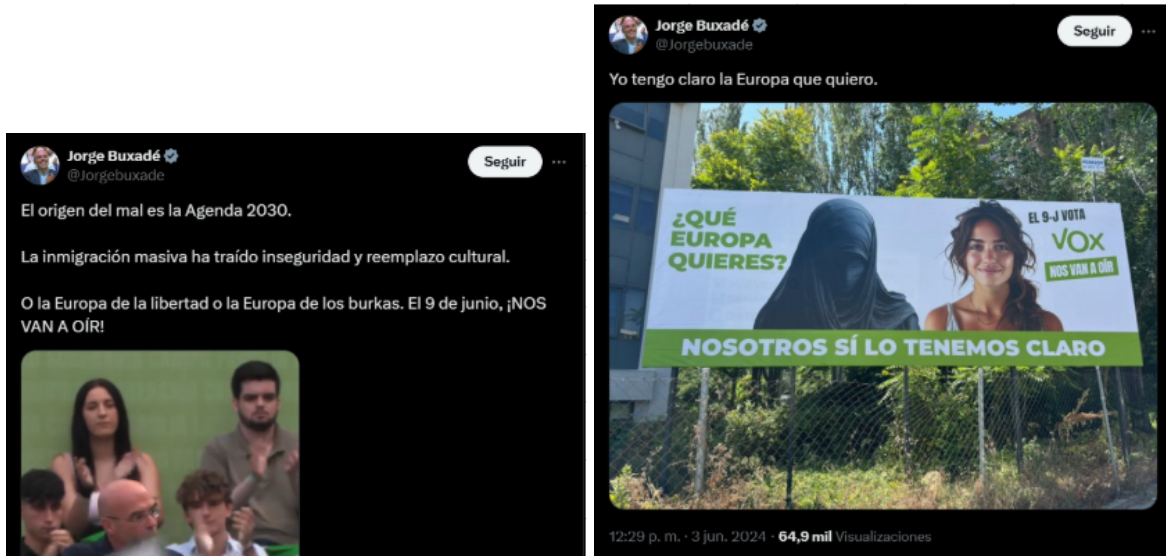 Jorge Buxadé
@Jorgebuxade
Seguir
El origen del mal es la Agenda 2030.
La inmigración masiva ha traído inseguridad y reemplazo cultural.
O la Europa de la libertad o la Europa de los burkas. El 9 de junio, ¡NOS
VAN A OÍR!
Jorge Buxadé
@Jorgebuxade
Seguir
Yo tengo claro la Europa que quiero.
¿QUÉ
EUROPA
QUIERES?
EL 9-J VOTA
VOX
NOS VAN A OÍR
NOSOTROS SÍ LO TENEMOS CLARO
12:29 p. m. · 3 jun. 2024 · 64,9 mil Visualizaciones